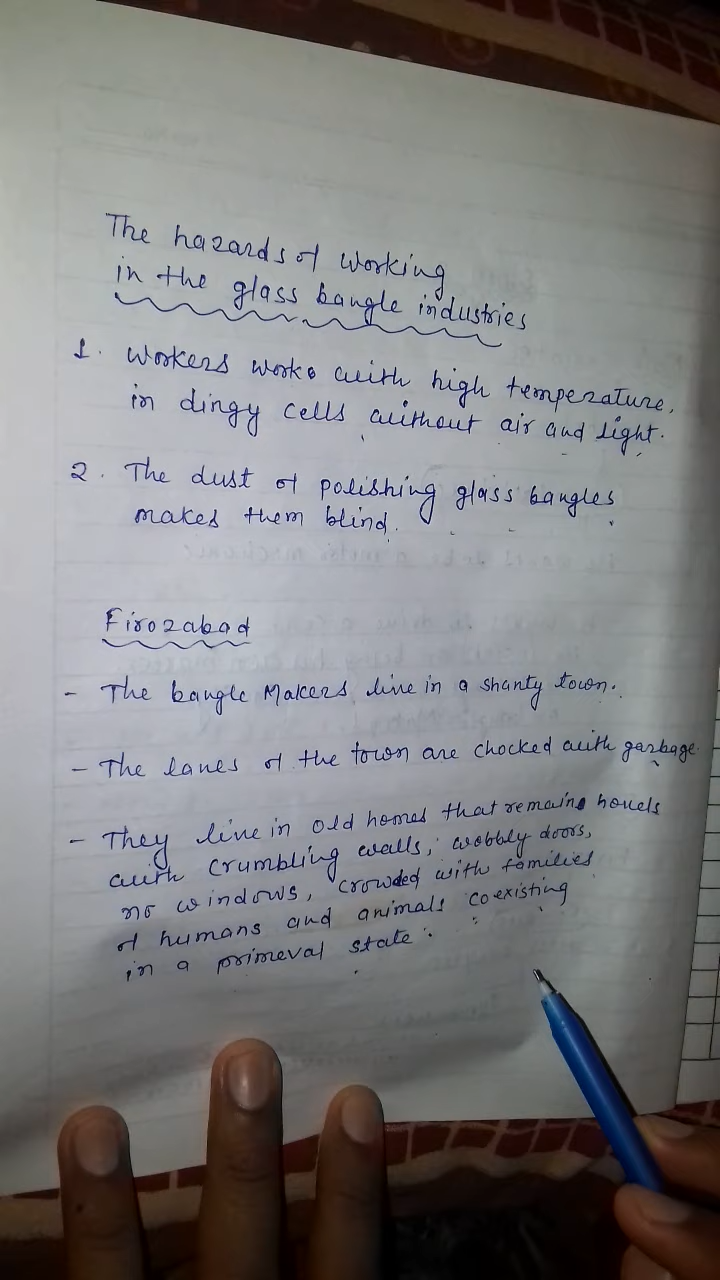 The hazards of working
in the glass bangle industries
1. Workers works with high temperature,
in dingy cells without air and light.
2. The dust of polishing glass bangles
makes them blind.
Firozabad
- The bangle Makers live in a shanty town.
- The lanes of the town are chocked with garbage.
- They live in old homes that remains hovels
with crumbling walls, wobbly doors,
no windows, crowded with families
of humans and animals coexisting
in a primeval state.